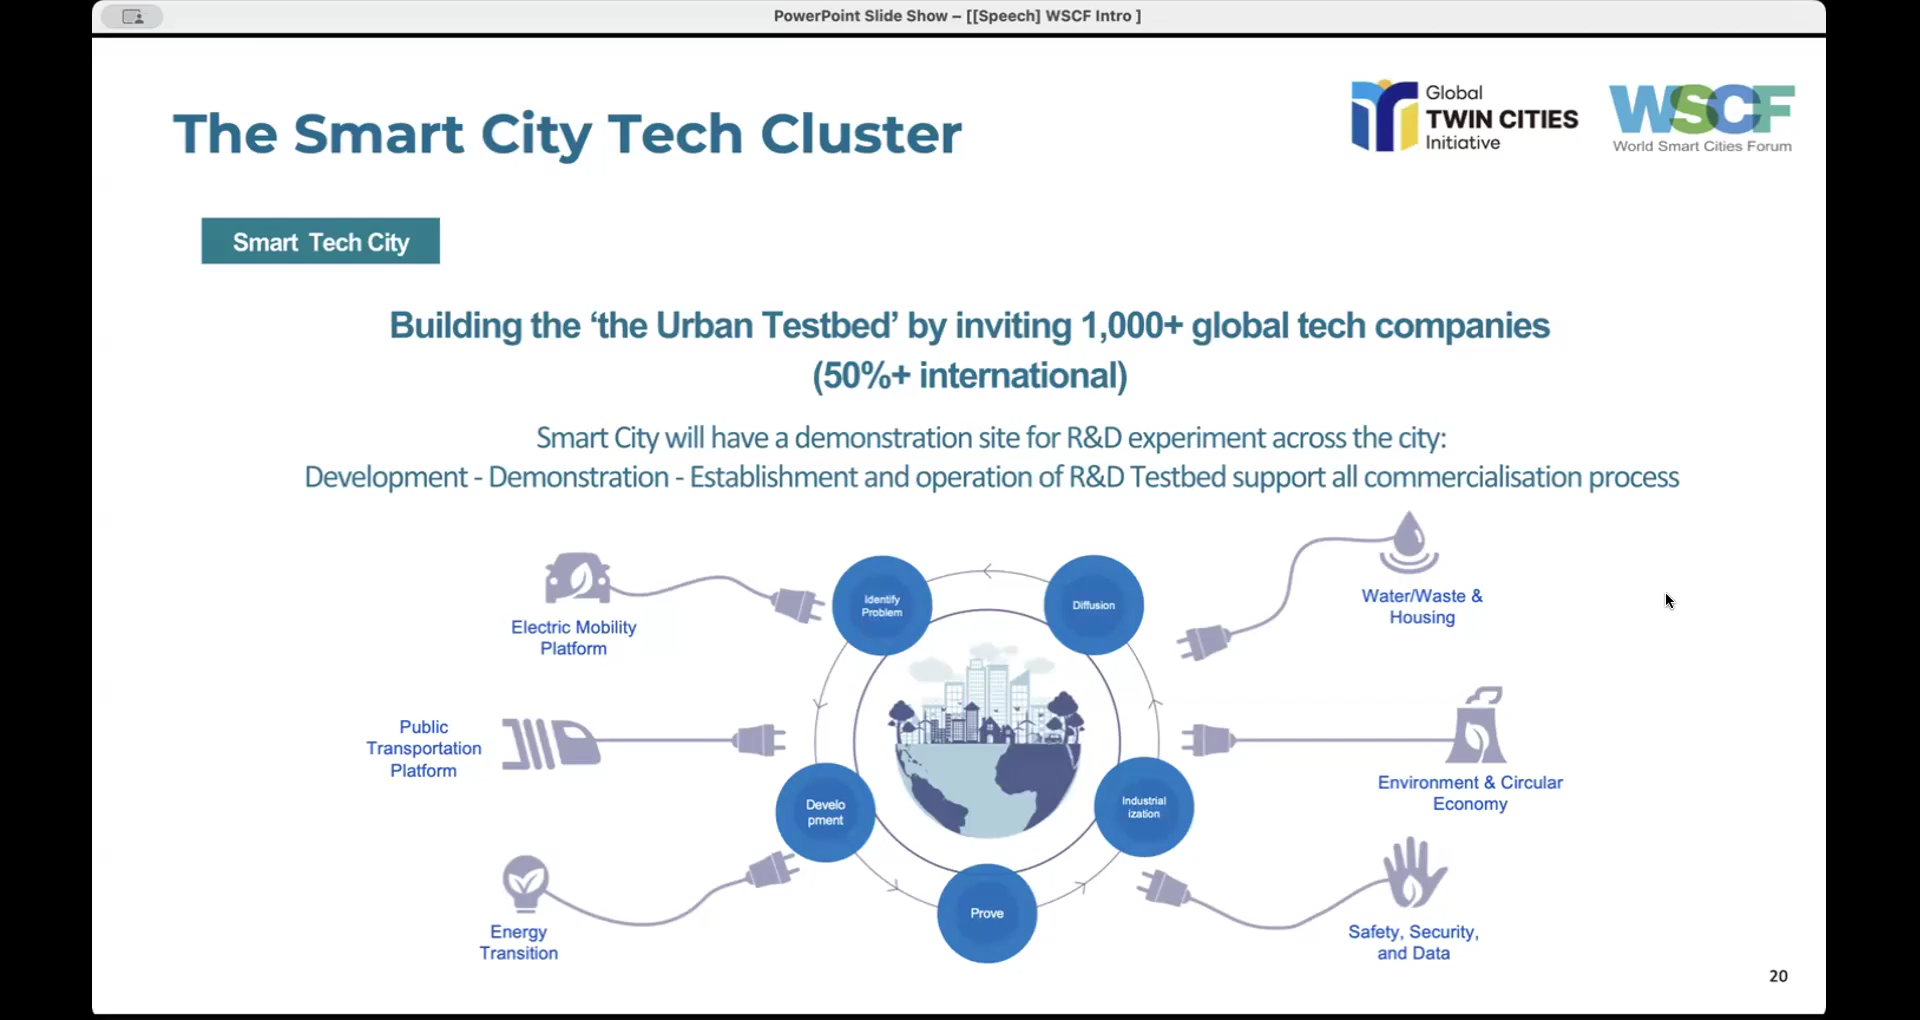 PowerPoint Slide Show – [[Speech] WSCF Intro ]
The Smart City Tech Cluster
Global
TWIN CITIES
Initiative
WSCF
World Smart Cities Forum
Smart Tech City
Building the ‘the Urban Testbed’ by inviting 1,000+ global tech companies
(50%+ international)
Smart City will have a demonstration site for R&D experiment across the city:
Development - Demonstration - Establishment and operation of R&D Testbed support all commercialisation process
Electric Mobility
Platform
Public
Transportation
Platform
Energy
Transition
Identify
Problem
Diffusion
Develo
pment
Industrial
ization
Prove
Water/Waste &
Housing
Environment & Circular
Economy
Safety, Security,
and Data
20